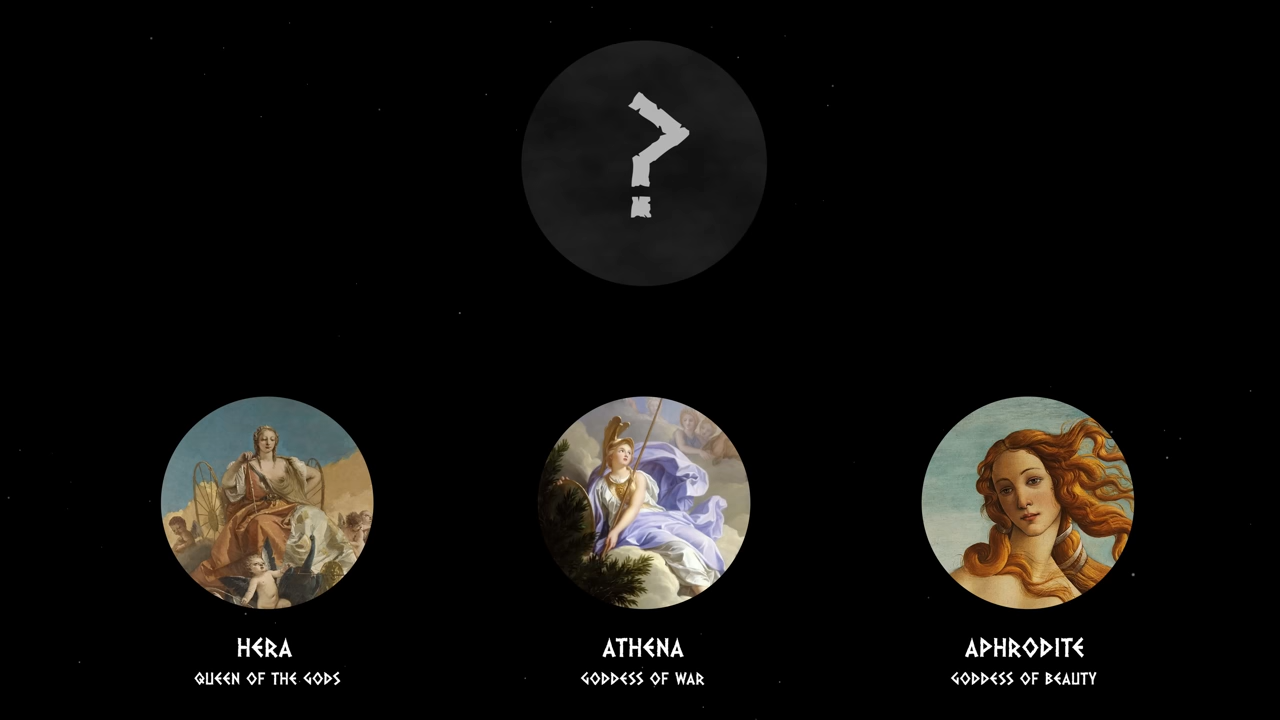 ?
HERA
QUEEN OF THE GODS
ATHENA
GODDESS OF WAR
APHRODITE
GODDESS OF BEAUTY